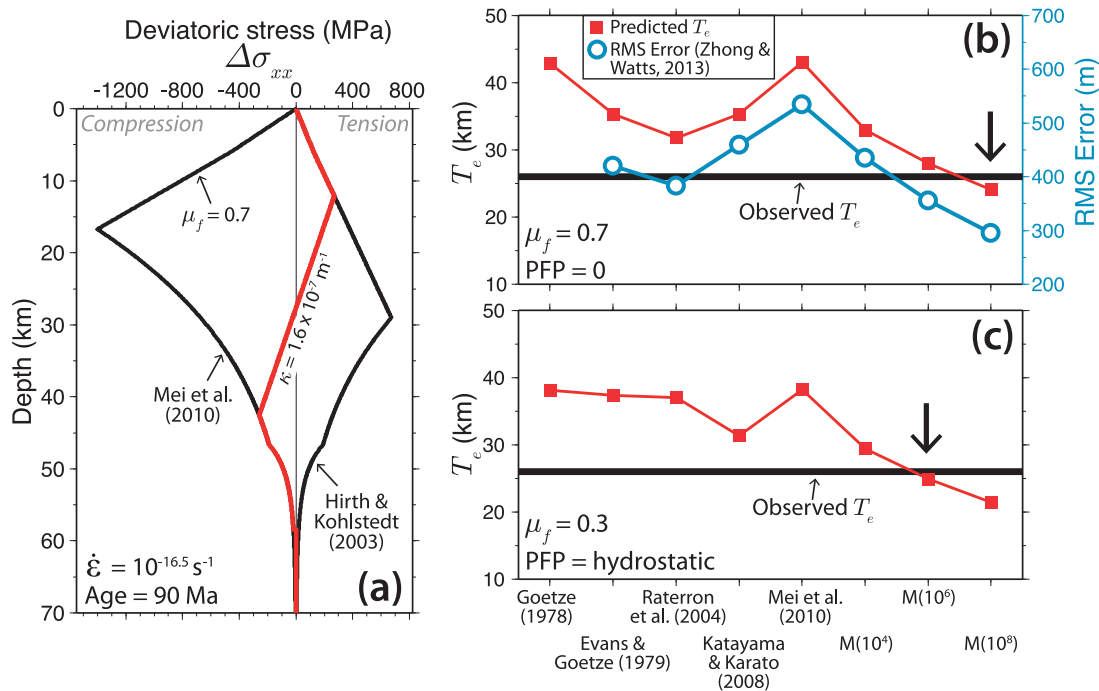 Deviatoric stress (MPa)
Δσxx
-1200 -800 -400 0 400 800
Compression
Tension
0
10
20
30
40
50
60
70
Depth (km)
μf = 0.7
κ = 1.6 x 10⁻⁷ m⁻¹
Mei et al.
(2010)
Hirth &
Kohlstedt
(2003)
ε̇ = 10⁻¹⁶·⁵ s⁻¹
Age = 90 Ma
(a)
50
40
30
20
10
Te (km)
Predicted Te
RMS Error (Zhong &
Watts, 2013)
(b)
700
600
500
400
300
200
RMS Error (m)
Observed Te
μf = 0.7
PFP = 0
50
40
30
20
10
Te (km)
(c)
Observed Te
μf = 0.3
PFP = hydrostatic
Goetze
(1978)
Evans &
Goetze (1979)
Raterron
et al. (2004)
Katayama
& Karato
(2008)
Mei et al.
(2010)
M(10⁴)
M(10⁶)
M(10⁸)